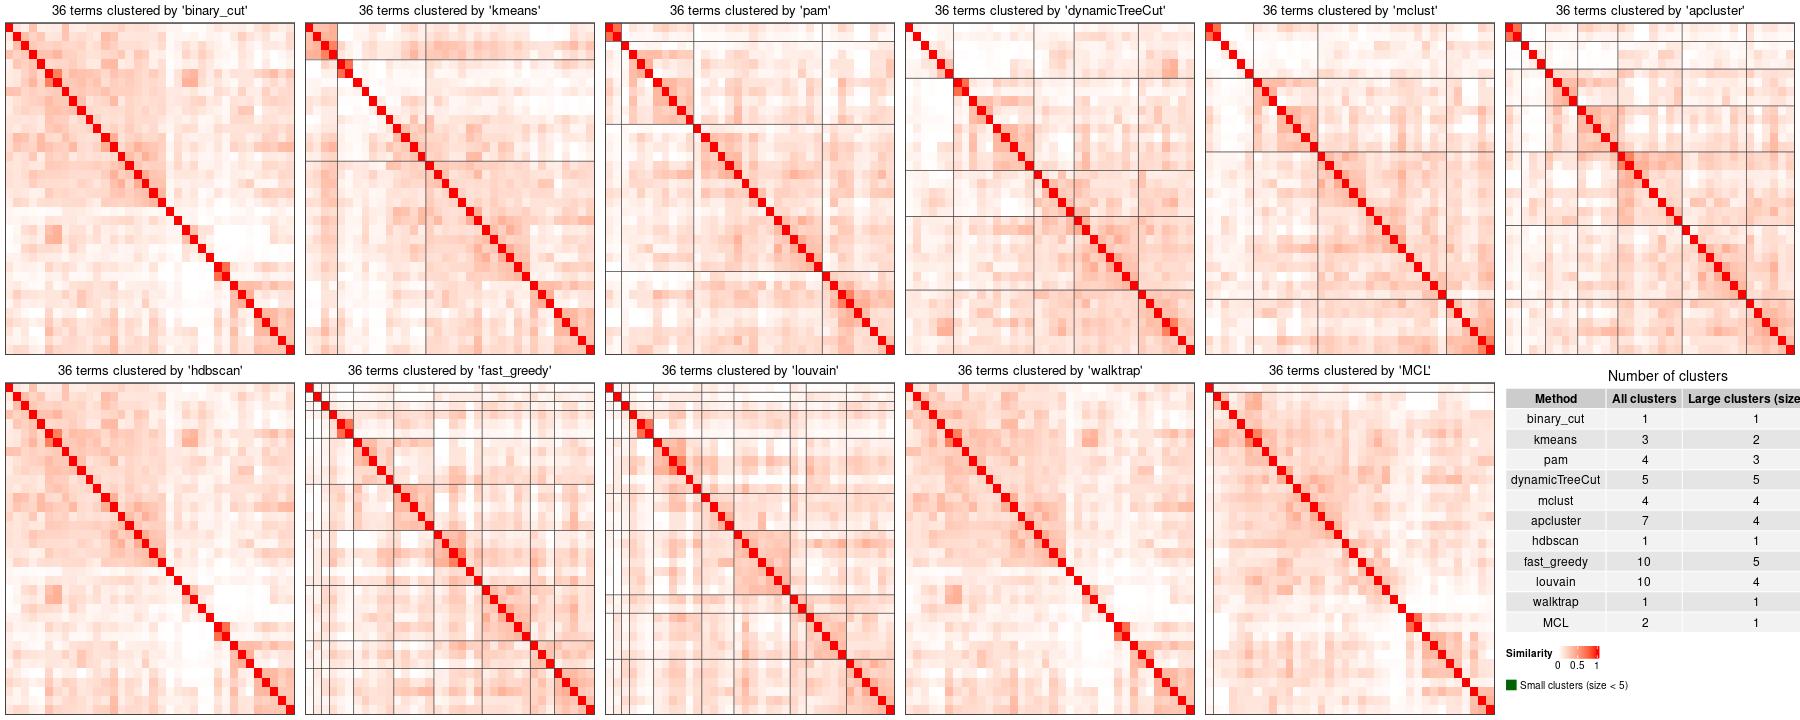 36 terms clustered by 'binary_cut'
36 terms clustered by 'kmeans'
36 terms clustered by 'pam'
36 terms clustered by 'dynamicTreeCut'
36 terms clustered by 'mclust'
36 terms clustered by 'apcluster'
36 terms clustered by 'hdbscan'
36 terms clustered by 'fast_greedy'
36 terms clustered by 'louvain'
36 terms clustered by 'walktrap'
36 terms clustered by 'MCL'
Number of clusters
Method All clusters Large clusters (size
binary_cut 1 1
kmeans 3 2
pam 4 3
dynamicTreeCut 5 5
mclust 4 4
apcluster 7 4
hdbscan 1 1
fast_greedy 10 5
louvain 10 4
walktrap 1 1
MCL 2 1
Similarity
0 0.5 1
Small clusters (size < 5)